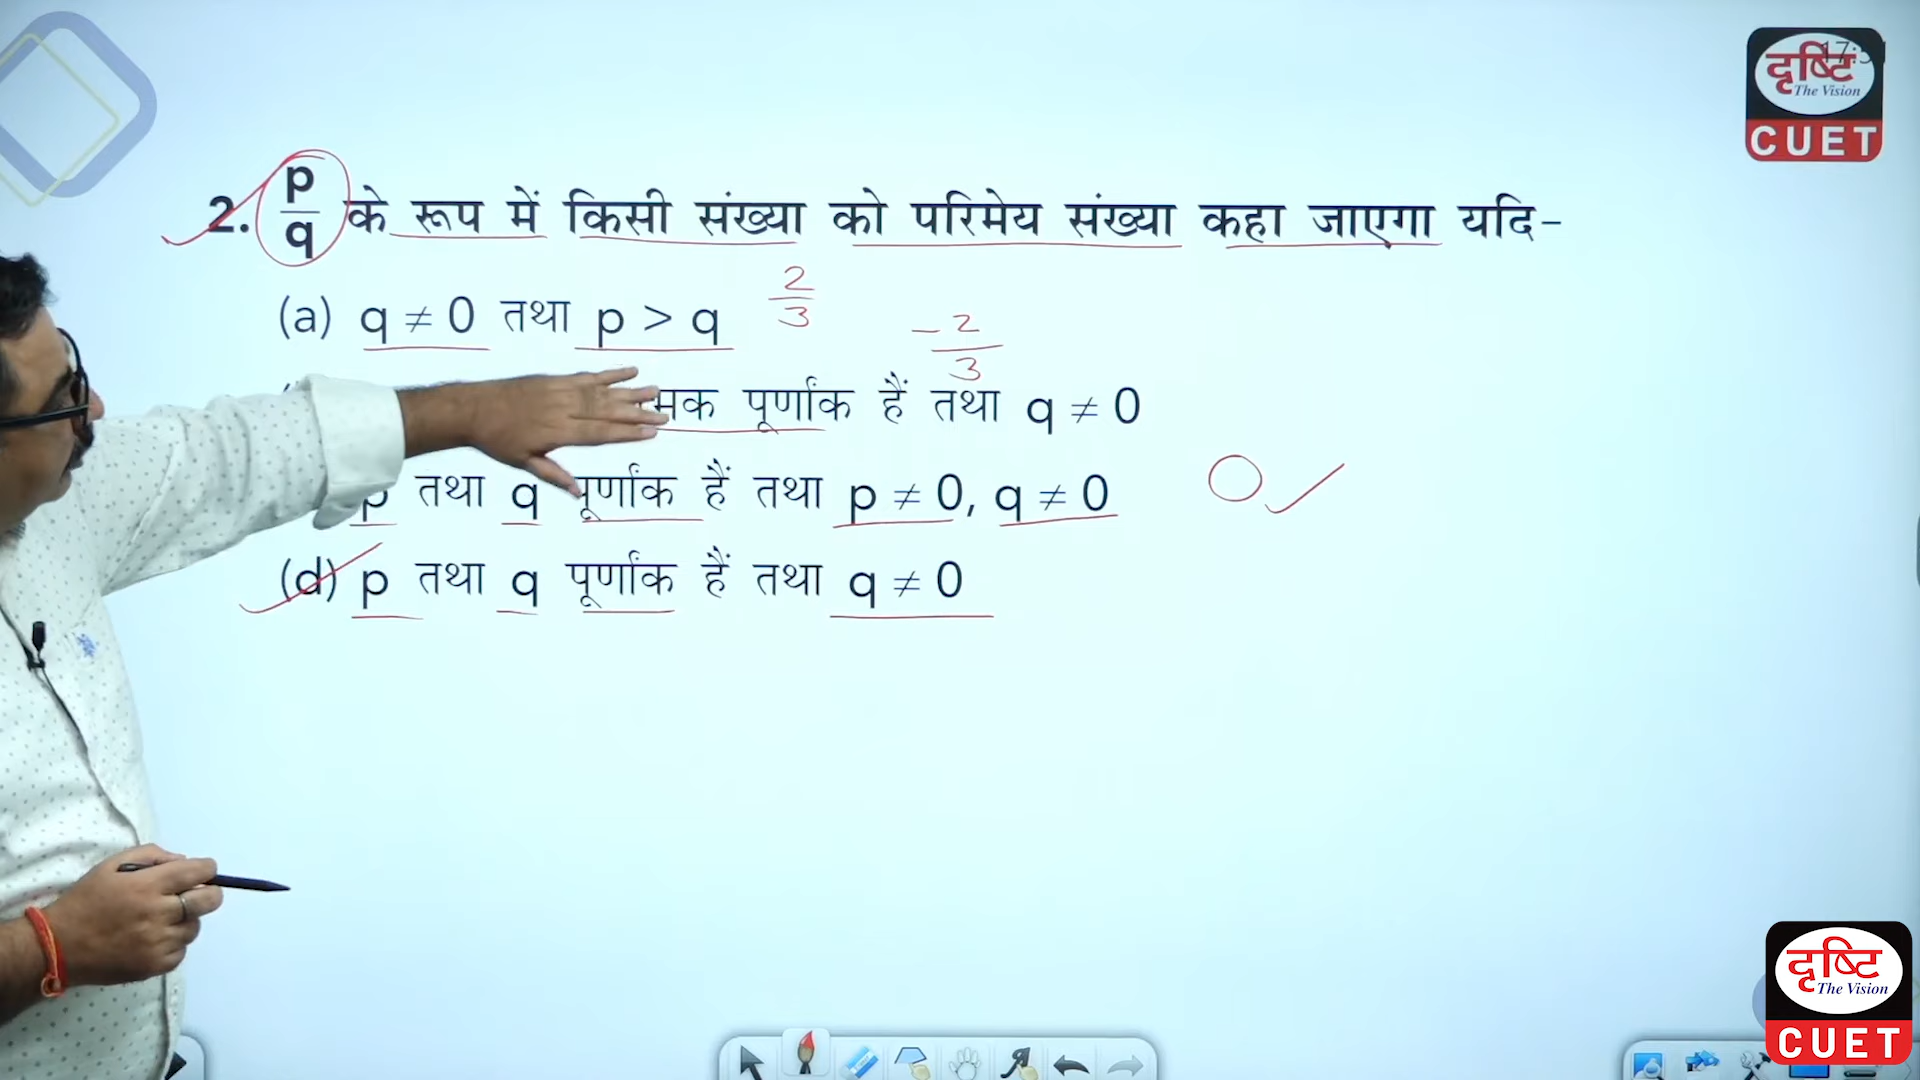 दृष्टि
The Vision
CUET
2. p/q के रूप में किसी संख्या को परिमेय संख्या कहा जाएगा यदि–
(a) q ≠ 0 तथा p > q
2/3
-2/3
पूर्णांक हैं तथा q ≠ 0
p तथा q पूर्णांक हैं तथा p ≠ 0, q ≠ 0
0
(d) p तथा q पूर्णांक हैं तथा q ≠ 0
दृष्टि
The Vision
CUET